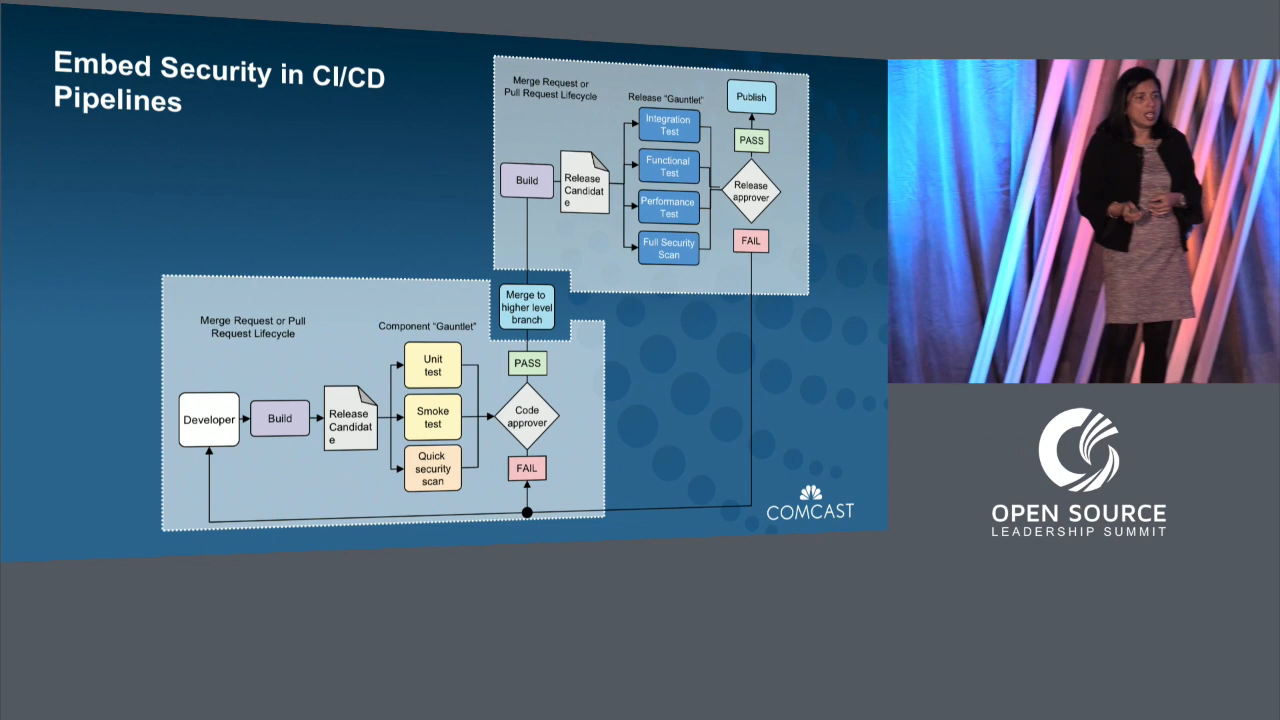 Embed Security in CI/CD
Pipelines
Merge Request or
Pull Request Lifecycle
Release “Gauntlet”
Build
Release
Candidat
e
Integration
Test
Functional
Test
Performance
Test
Full Security
Scan
Publish
PASS
Release
approver
FAIL
Merge to
higher level
branch
Merge Request or Pull
Request Lifecycle
Component “Gauntlet”
Developer
Build
Release
Candidat
e
Unit
test
Smoke
test
Quick
security
scan
PASS
Code
approver
FAIL
COMCAST
OPEN SOURCE
LEADERSHIP SUMMIT